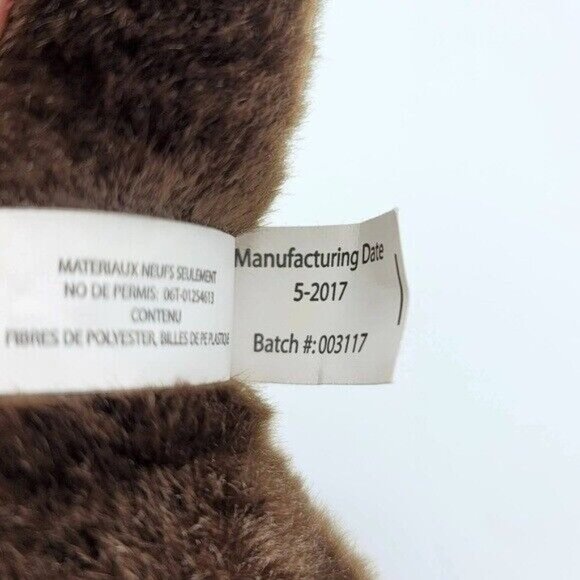 MATERIAUX NEUFS SEULEMENT
NO DE PERMIS: 06T-01254613
CONTENU
FIBRES DE POLYESTER, BILLES DE PE PLASTIQUE
Manufacturing Date
5-2017
Batch #: 003117